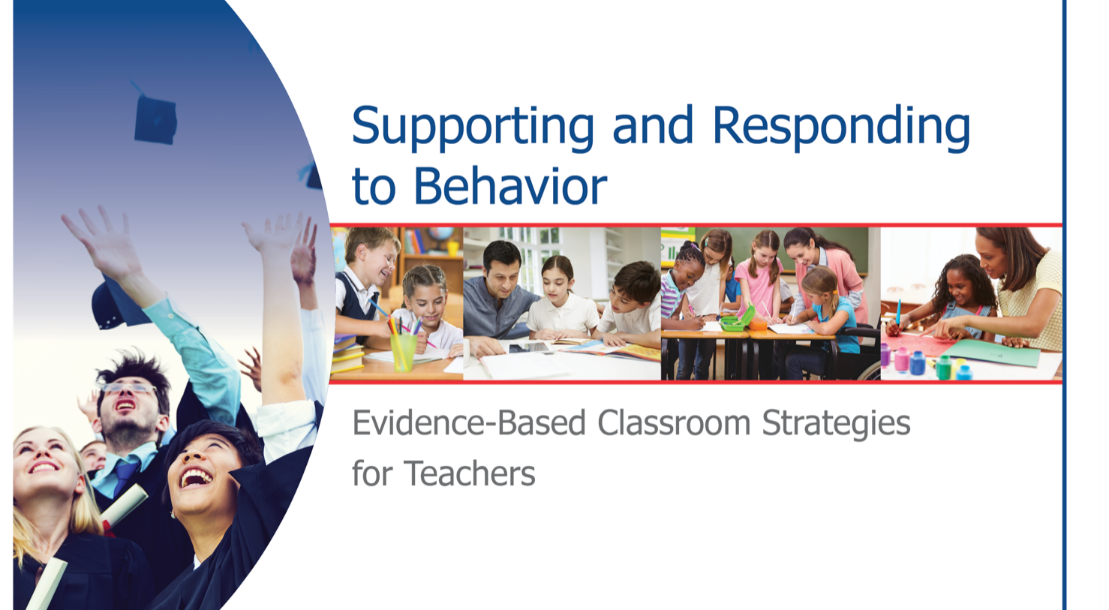 Supporting and Responding
to Behavior
Evidence-Based Classroom Strategies
for Teachers